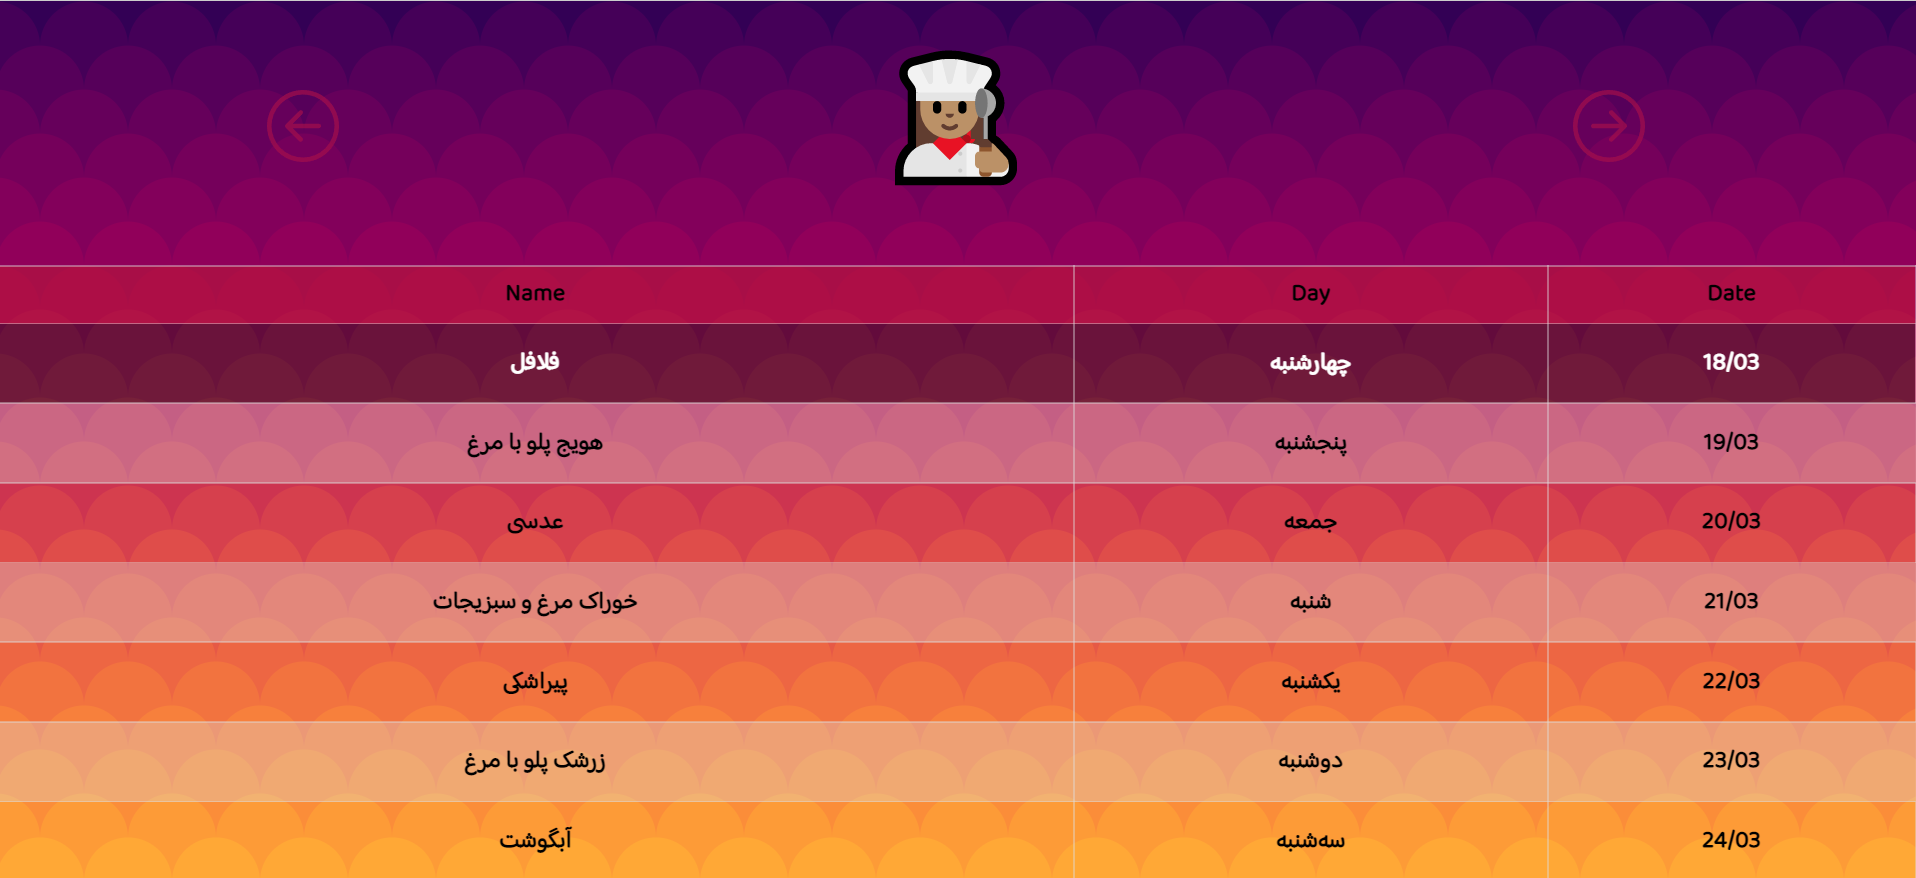 Name Day Date
فلافل چهارشنبه 18/03
هویج پلو با مرغ پنجشنبه 19/03
عدسی جمعه 20/03
خوراک مرغ و سبزیجات شنبه 21/03
پیراشکی یکشنبه 22/03
زرشک پلو با مرغ دوشنبه 23/03
آبگوشت سه‌شنبه 24/03